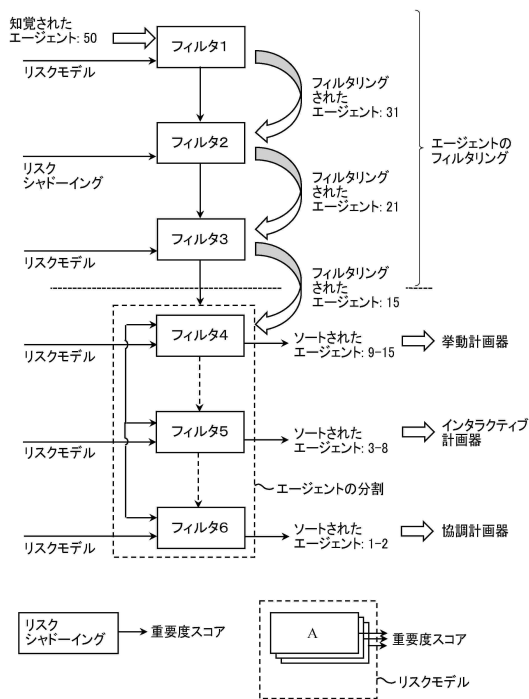 知覚された
エージェント: 50
フィルタ1
リスクモデル
フィルタリング
された
エージェント: 31
フィルタ2
リスク
シャドーイング
エージェントの
フィルタリング
フィルタリング
された
エージェント: 21
フィルタ3
リスクモデル
フィルタリング
された
エージェント: 15
フィルタ4
リスクモデル
ソートされた
エージェント: 9-15
挙動計画器
フィルタ5
リスクモデル
ソートされた
エージェント: 3-8
インタラクティブ
計画器
エージェントの分割
フィルタ6
リスクモデル
ソートされた
エージェント: 1-2
協調計画器
リスク
シャドーイング
重要度スコア
A
重要度スコア
リスクモデル